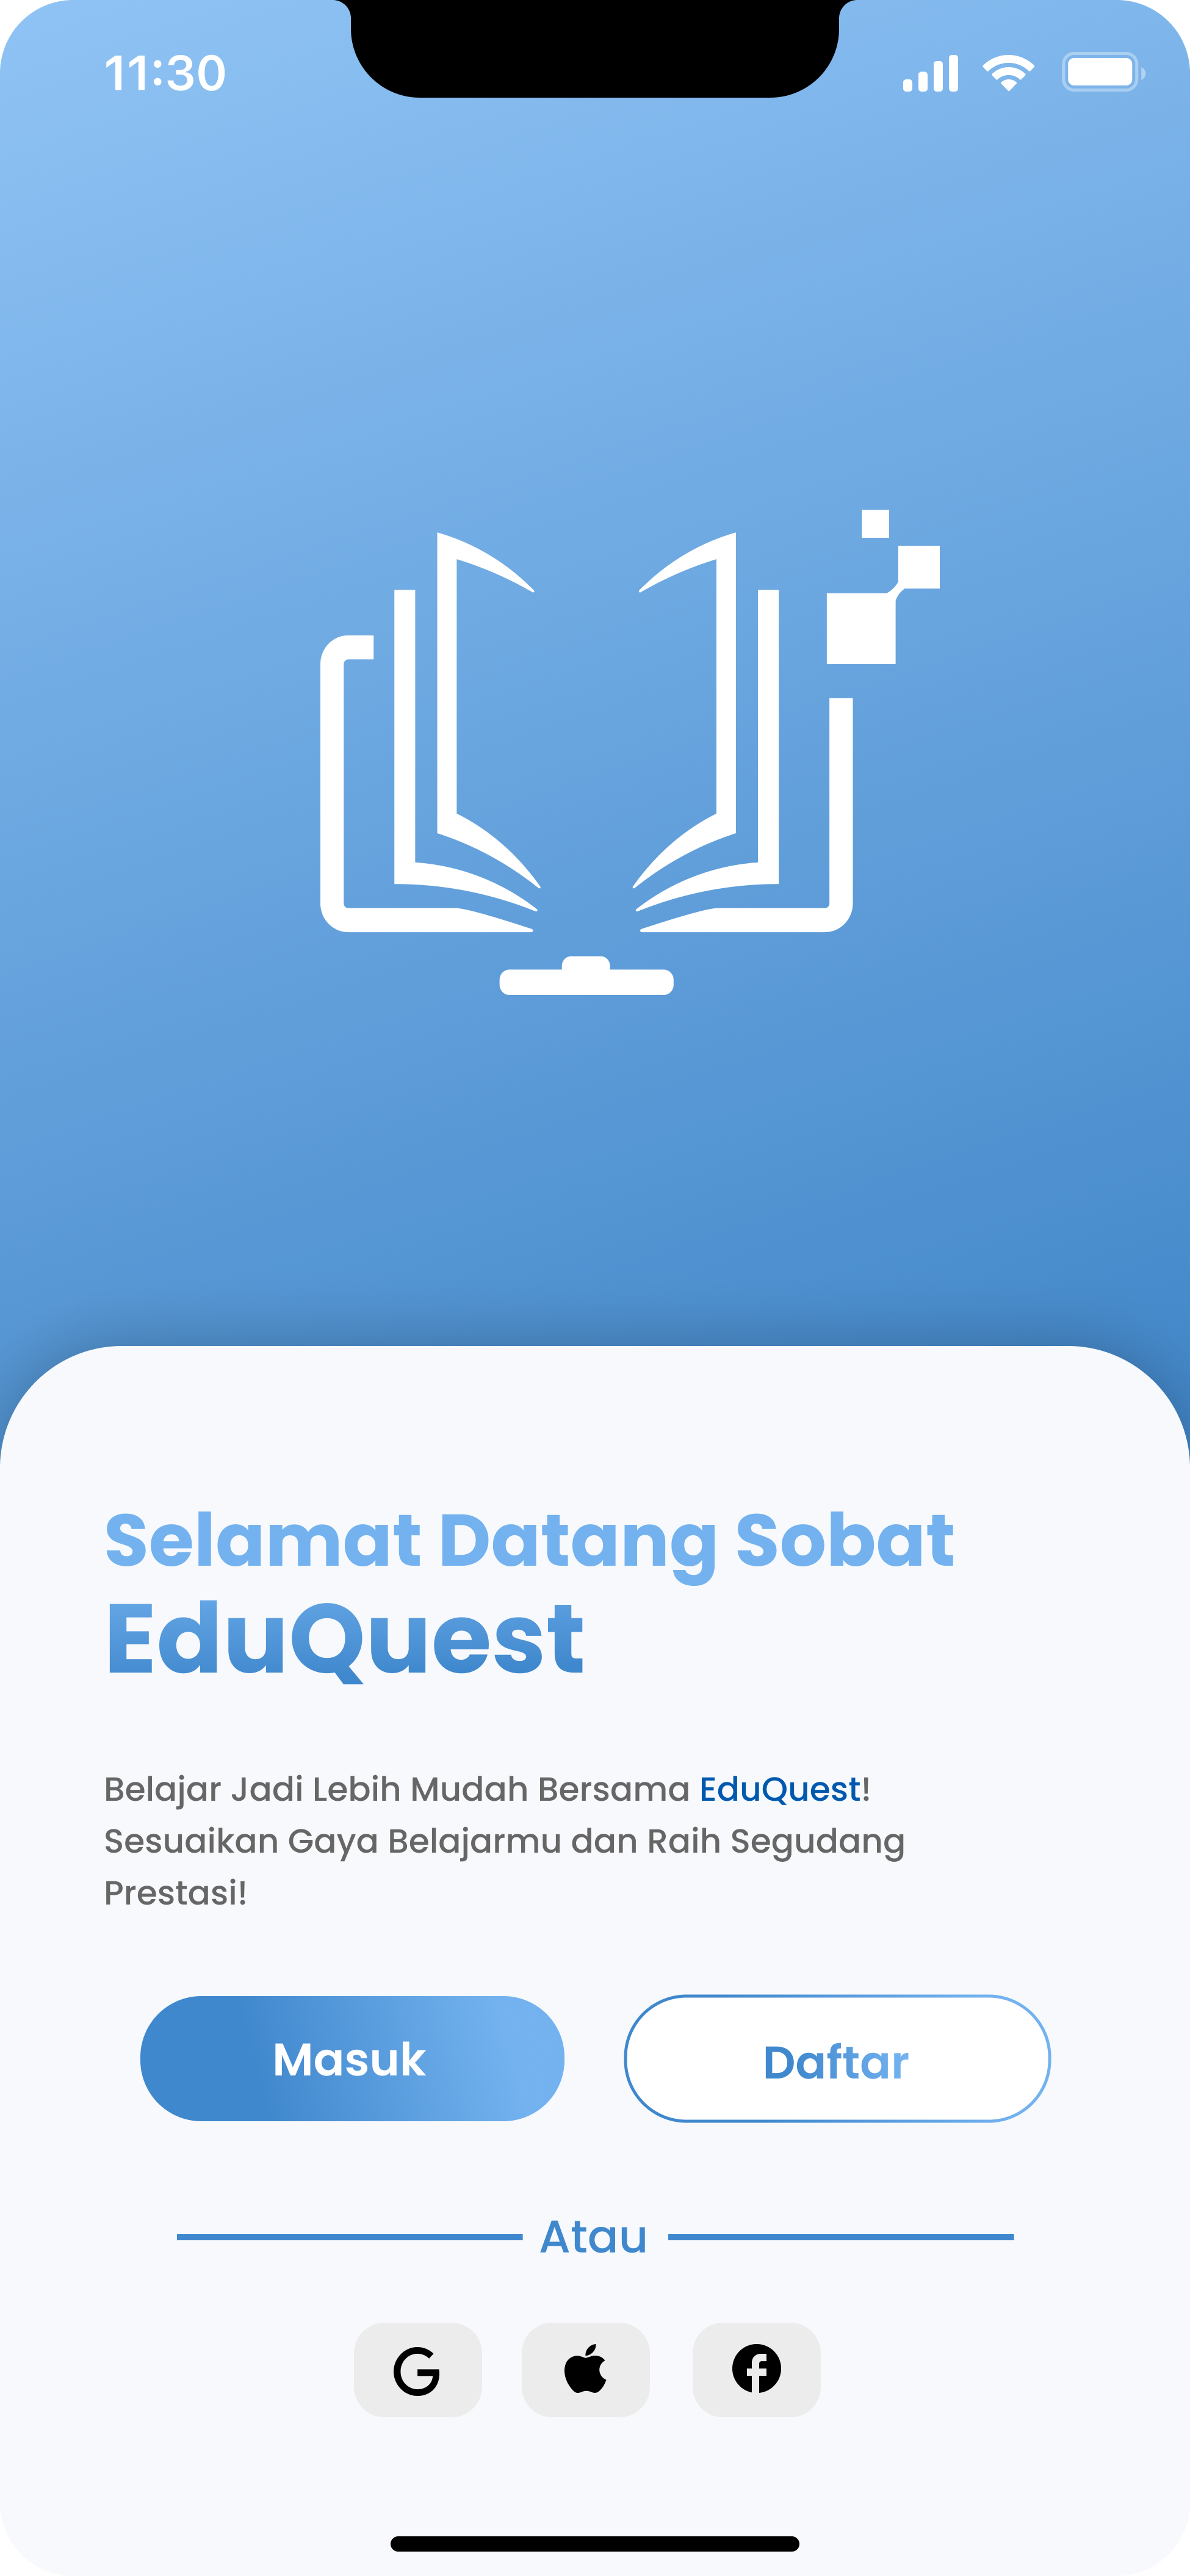 11:30
Selamat Datang Sobat
EduQuest
Belajar Jadi Lebih Mudah Bersama EduQuest!
Sesuaikan Gaya Belajarmu dan Raih Segudang
Prestasi!
Masuk
Daftar
Atau